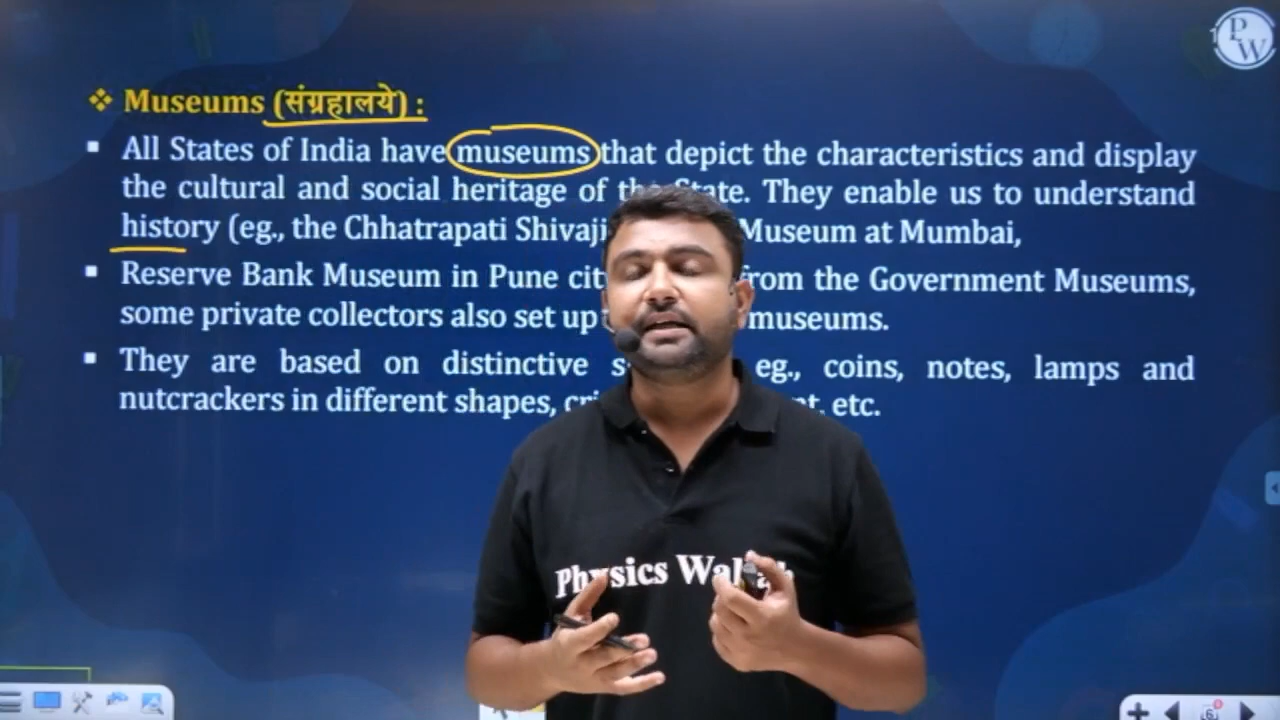 PW
Museums (संग्रहालये) :
All States of India have museums that depict the characteristics and display
the cultural and social heritage of the State. They enable us to understand
history (eg., the Chhatrapati Shivaji Museum at Mumbai,
Reserve Bank Museum in Pune from the Government Museums,
some private collectors also set up museums.
They are based on distinctive eg., coins, notes, lamps and
nutcrackers in different shapes, etc.
Physics Wallah
6